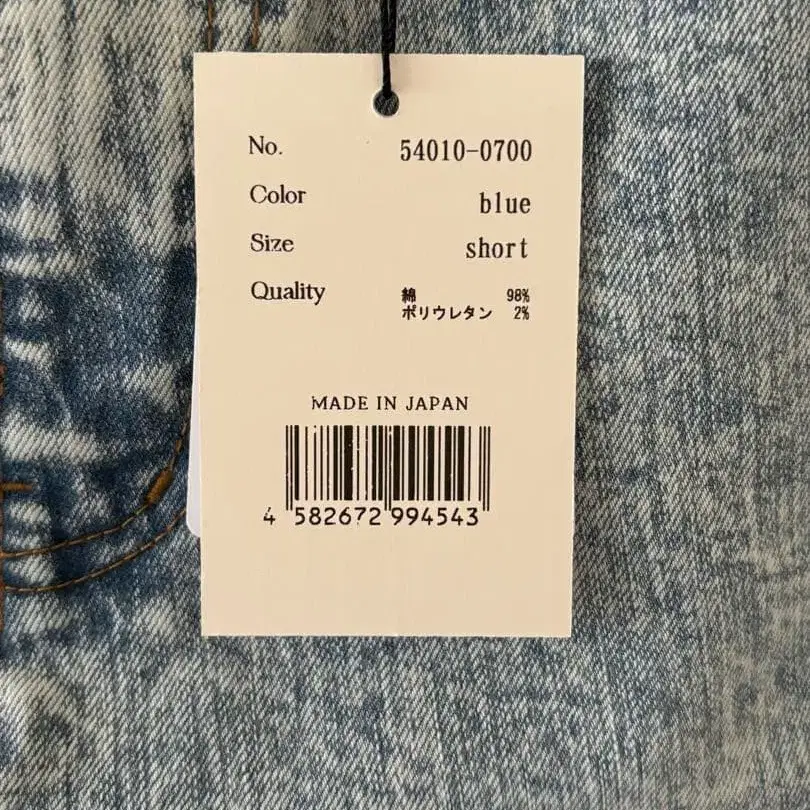 No. 54010-0700
Color blue
Size short
Quality 綿 98%
ポリウレタン 2%
MADE IN JAPAN
4 582672 994543